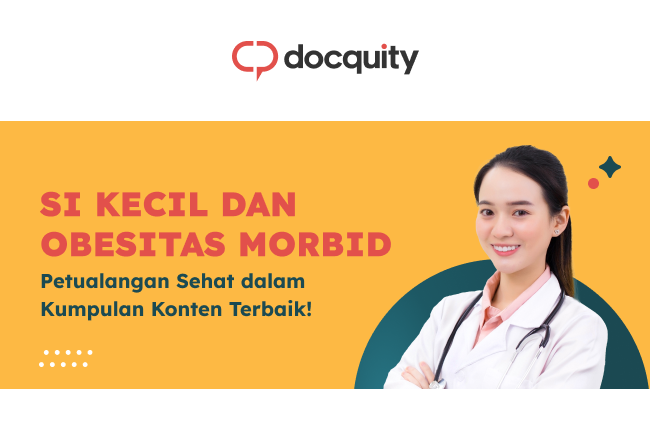 docquity
SI KECIL DAN
OBESITAS MORBID
Petualangan Sehat dalam
Kumpulan Konten Terbaik!